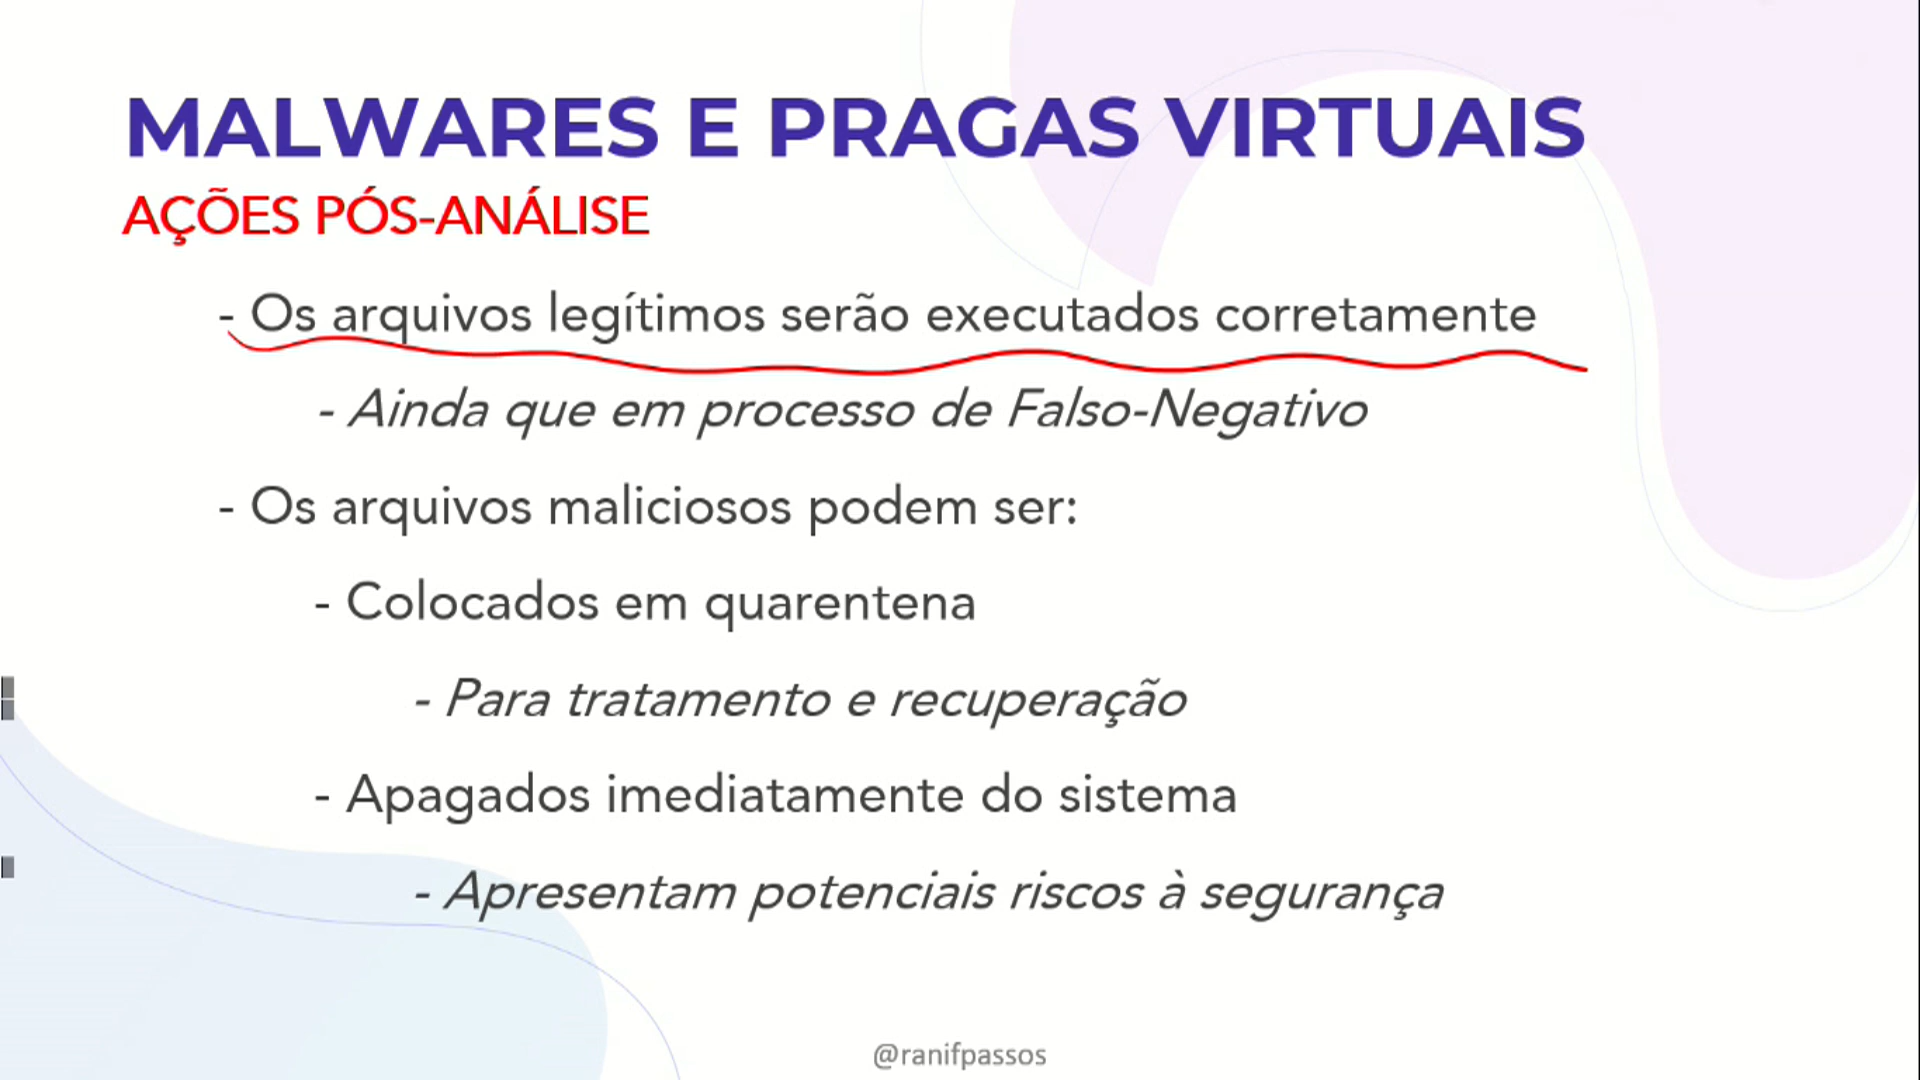 MALWARES E PRAGAS VIRTUAIS
AÇÕES PÓS-ANÁLISE
- Os arquivos legítimos serão executados corretamente
- Ainda que em processo de Falso-Negativo
- Os arquivos maliciosos podem ser:
- Colocados em quarentena
- Para tratamento e recuperação
- Apagados imediatamente do sistema
- Apresentam potenciais riscos à segurança
@ranifpassos